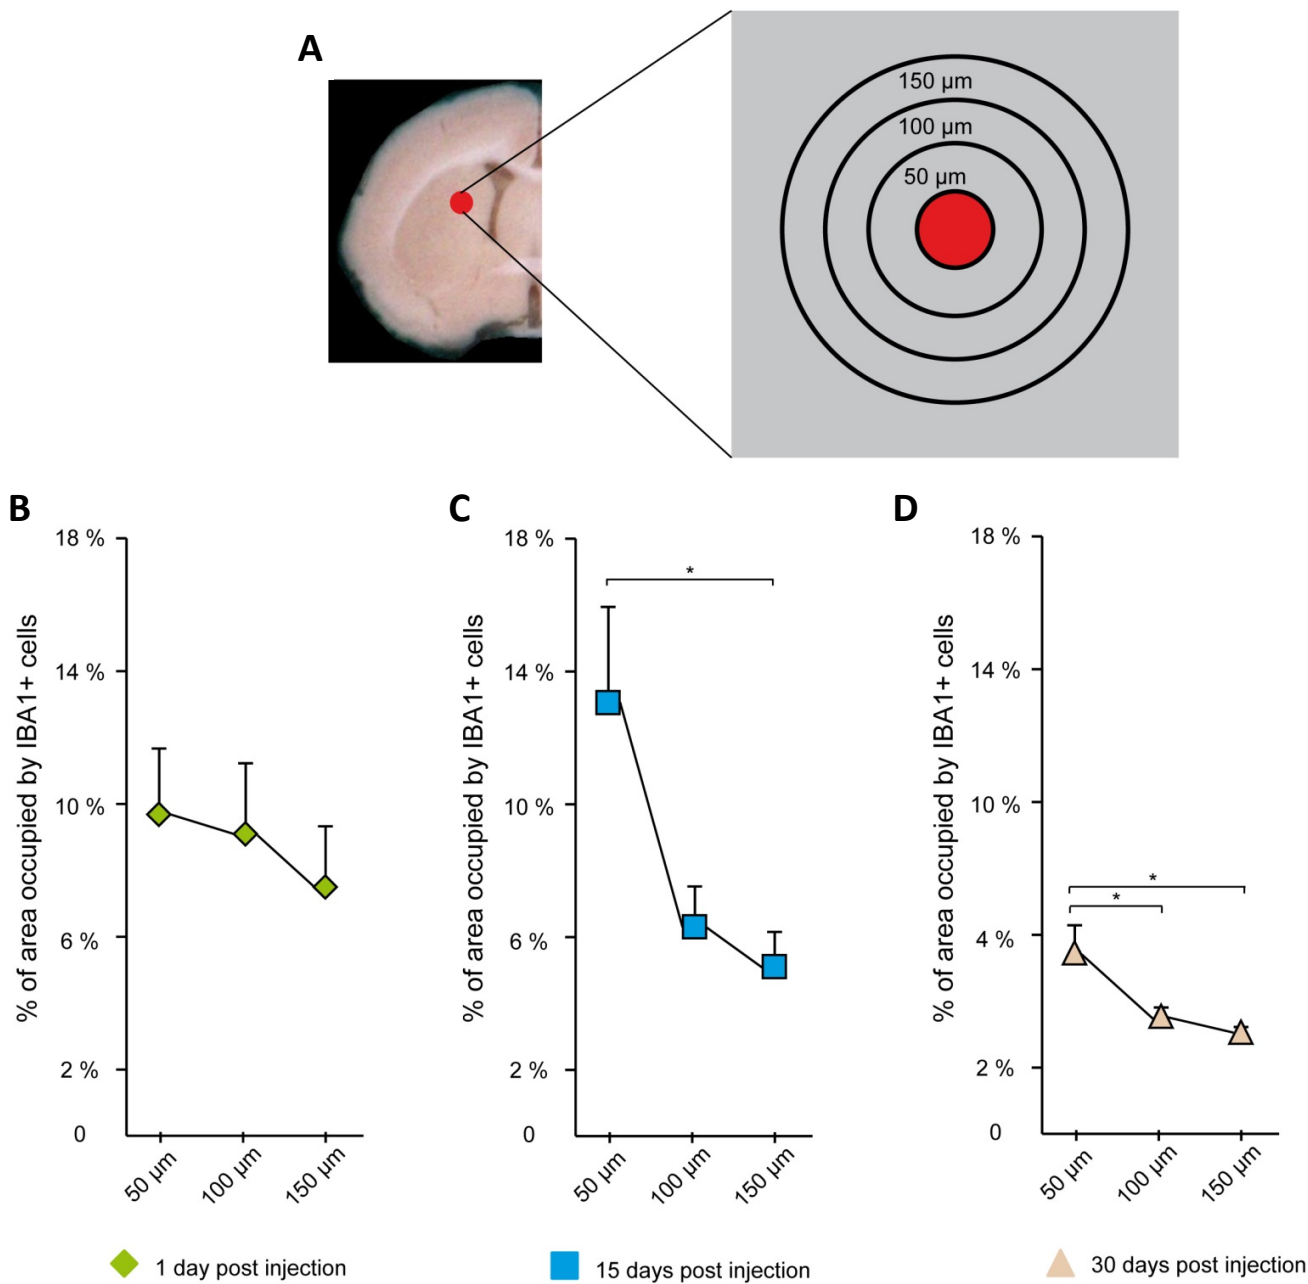 A
150 µm
100 µm
50 µm
B
18 %
14 %
10 %
6 %
2 %
0
% of area occupied by IBA1+ cells
50 µm
100 µm
150 µm
1 day post injection
C
18 %
14 %
10 %
6 %
2 %
0
% of area occupied by IBA1+ cells
*
50 µm
100 µm
150 µm
15 days post injection
D
18 %
14 %
10 %
4 %
2 %
0
% of area occupied by IBA1+ cells
*
*
50 µm
100 µm
150 µm
30 days post injection